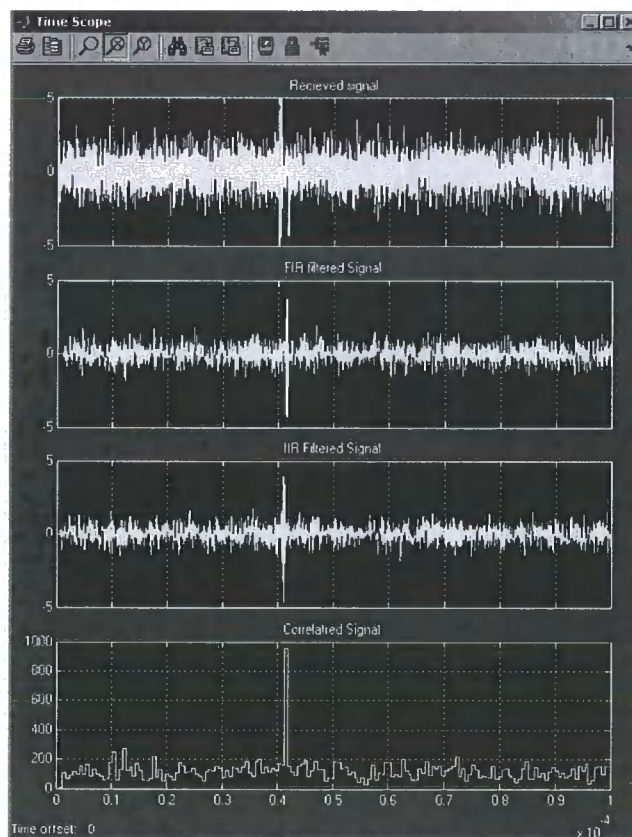 Time Scope
Recieved signal
5
0
-5
FIR filtered Signal
5
0
-5
IIR Filtered Signal
5
0
-5
Correlatred Signal
1000
800
600
400
200
0
0 0.1 0.2 0.3 0.4 0.5 0.6 0.7 0.8 0.9 1
Time offset: 0
x 10
-4